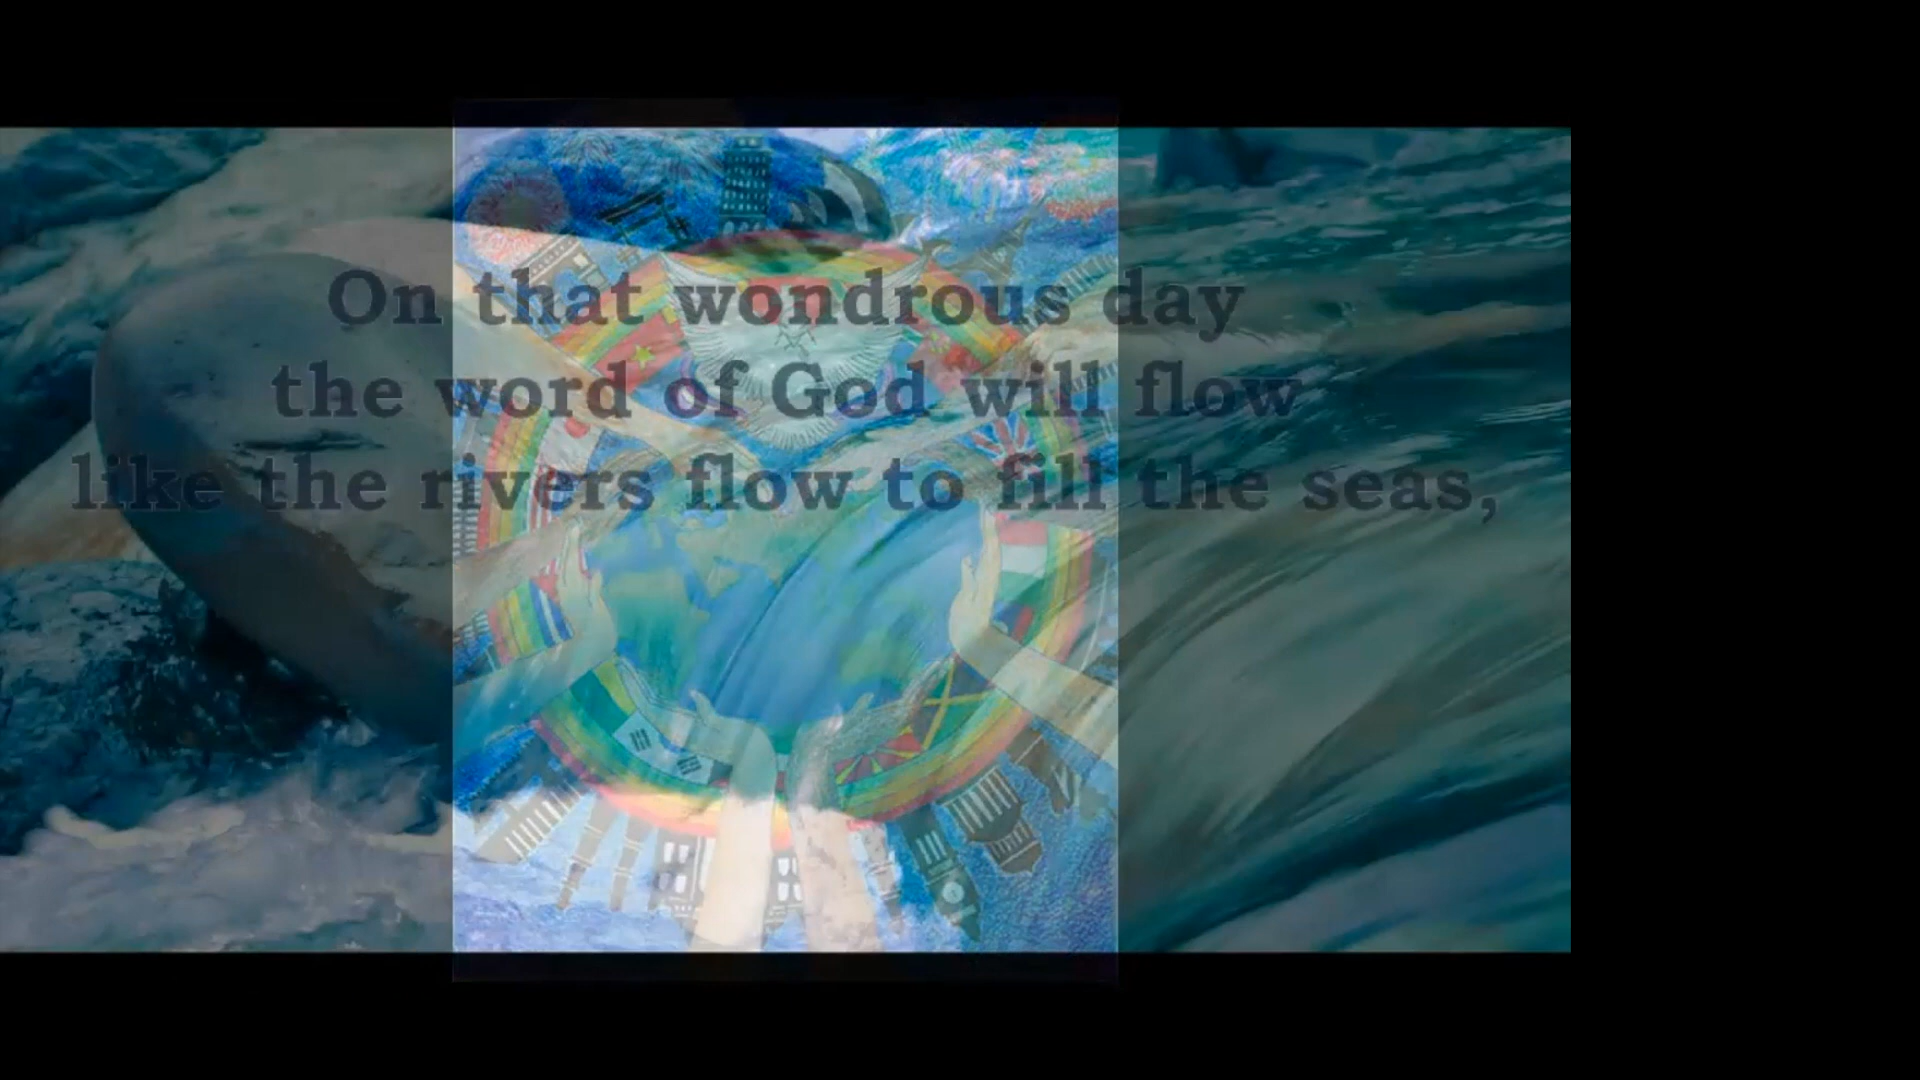 On that wondrous day
the word of God will flow
like the rivers flow to fill the seas,